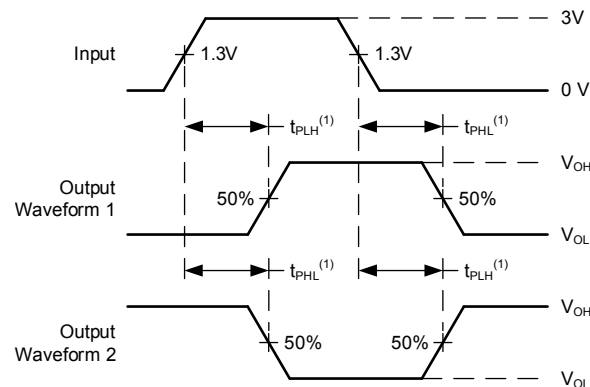 3V
Input
1.3V
1.3V
0 V
tPLH(1)
tPHL(1)
VOH
Output
Waveform 1
50%
50%
VOL
tPHL(1)
tPLH(1)
VOH
Output
Waveform 2
50%
50%
VOL